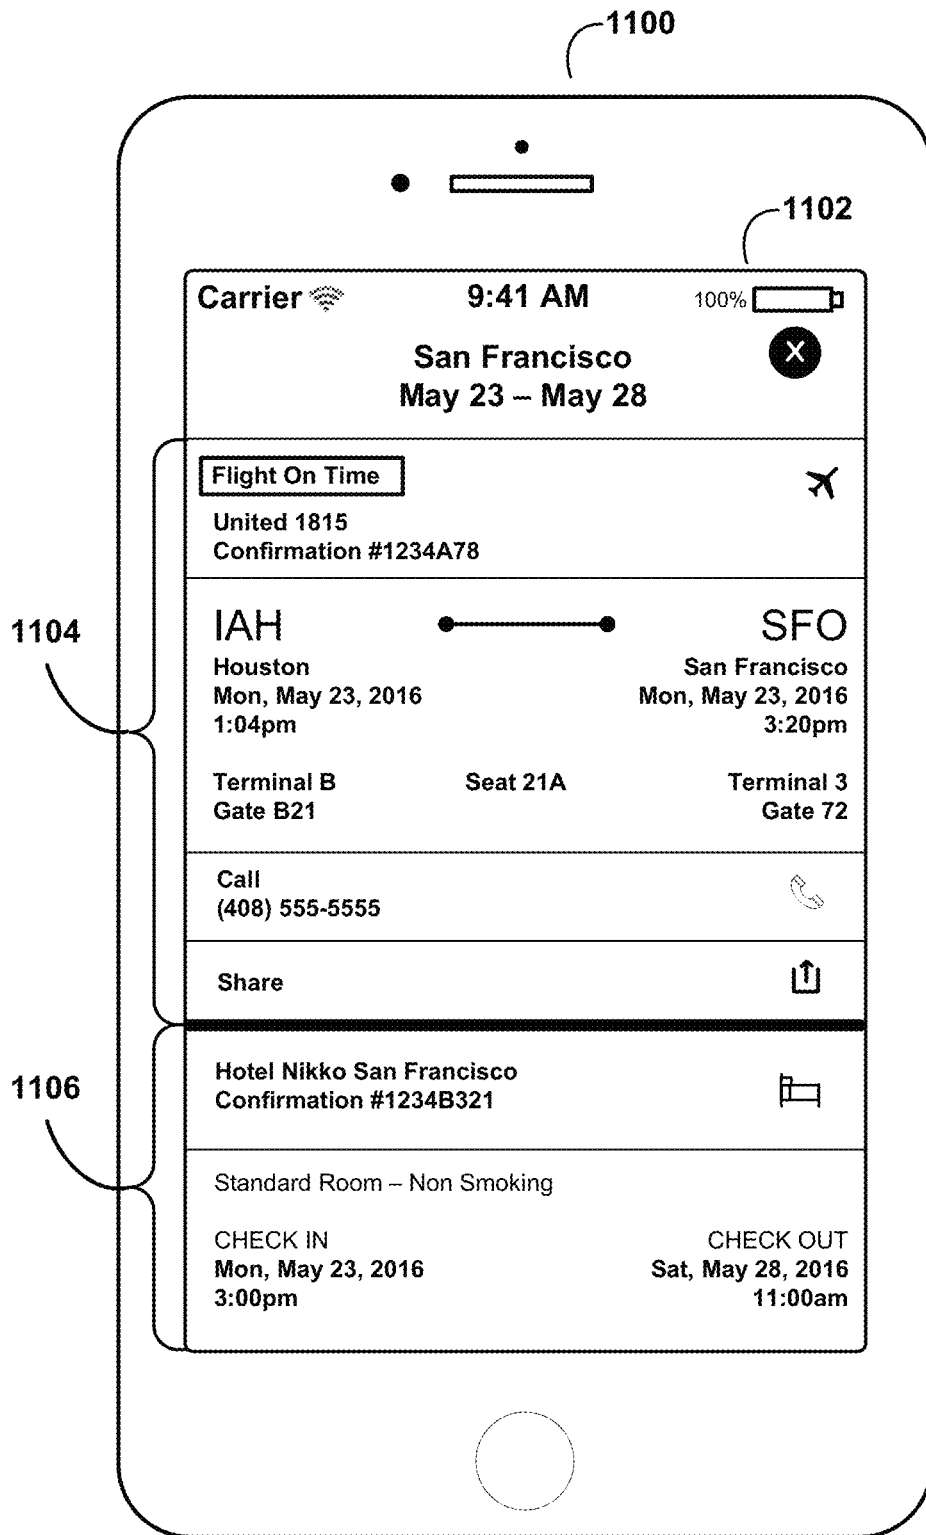 1100
1102
Carrier 9:41 AM 100%
X
San Francisco
May 23 – May 28
Flight On Time
United 1815
Confirmation #1234A78
1104
IAH SFO
Houston San Francisco
Mon, May 23, 2016 Mon, May 23, 2016
1:04pm 3:20pm
Terminal B Seat 21A Terminal 3
Gate B21 Gate 72
Call
(408) 555-5555
Share
1106
Hotel Nikko San Francisco
Confirmation #1234B321
Standard Room – Non Smoking
CHECK IN CHECK OUT
Mon, May 23, 2016 Sat, May 28, 2016
3:00pm 11:00am